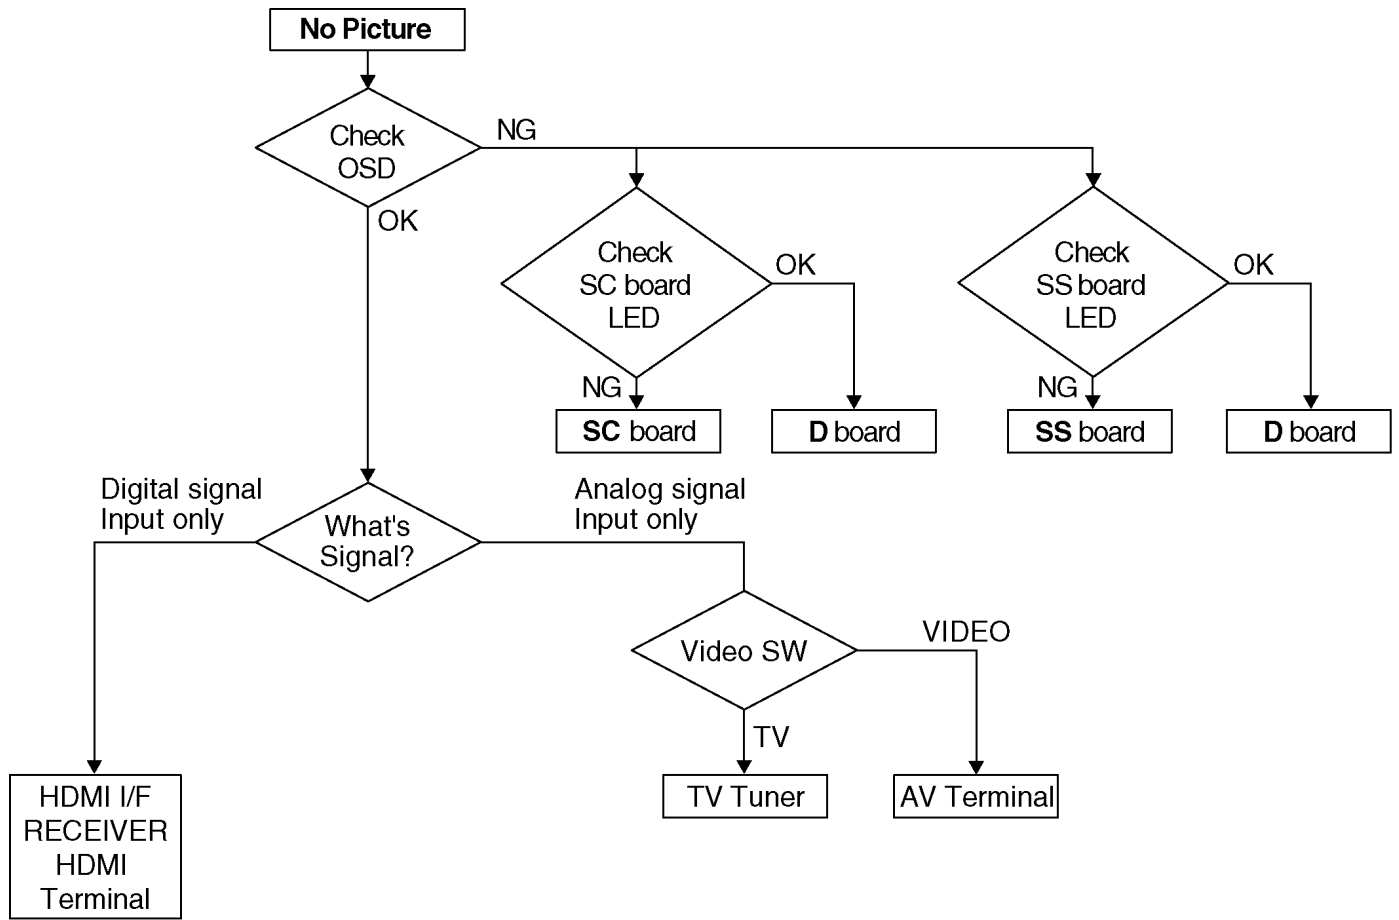 No Picture
Check
OSD
NG
OK
Check
SC board
LED
OK
NG
SC board
D board
Check
SS board
LED
OK
NG
SS board
D board
What's
Signal?
Digital signal
Input only
Analog signal
Input only
Video SW
VIDEO
TV
HDMI I/F
RECEIVER
HDMI
Terminal
TV Tuner
AV Terminal